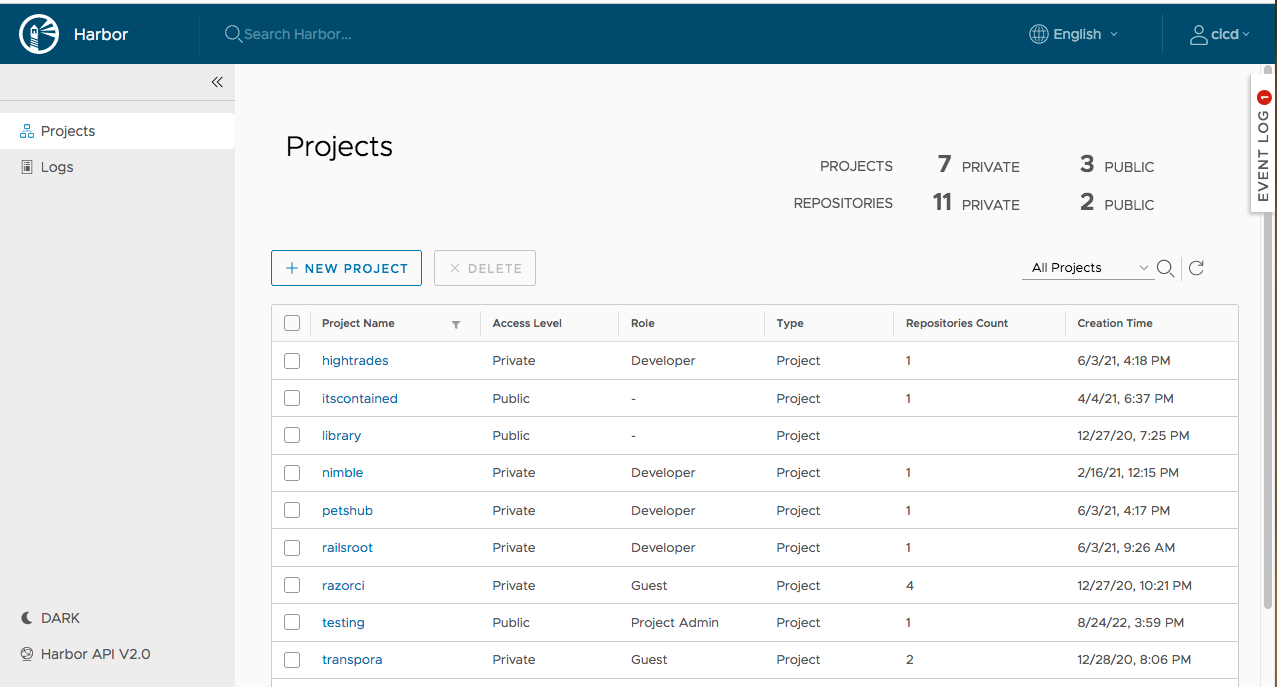 Harbor
Search Harbor...
English
cicd
Projects
Logs
DARK
Harbor API V2.0
EVENT LOG 1
Projects
PROJECTS 7 PRIVATE 3 PUBLIC
REPOSITORIES 11 PRIVATE 2 PUBLIC
+ NEW PROJECT
× DELETE
All Projects
Project Name Access Level Role Type Repositories Count Creation Time
hightrades Private Developer Project 1 6/3/21, 4:18 PM
itscontained Public - Project 1 4/4/21, 6:37 PM
library Public - Project 12/27/20, 7:25 PM
nimble Private Developer Project 1 2/16/21, 12:15 PM
petshub Private Developer Project 1 6/3/21, 4:17 PM
railsroot Private Developer Project 1 6/3/21, 9:26 AM
razorci Private Guest Project 4 12/27/20, 10:21 PM
testing Public Project Admin Project 1 8/24/22, 3:59 PM
transpora Private Guest Project 2 12/28/20, 8:06 PM